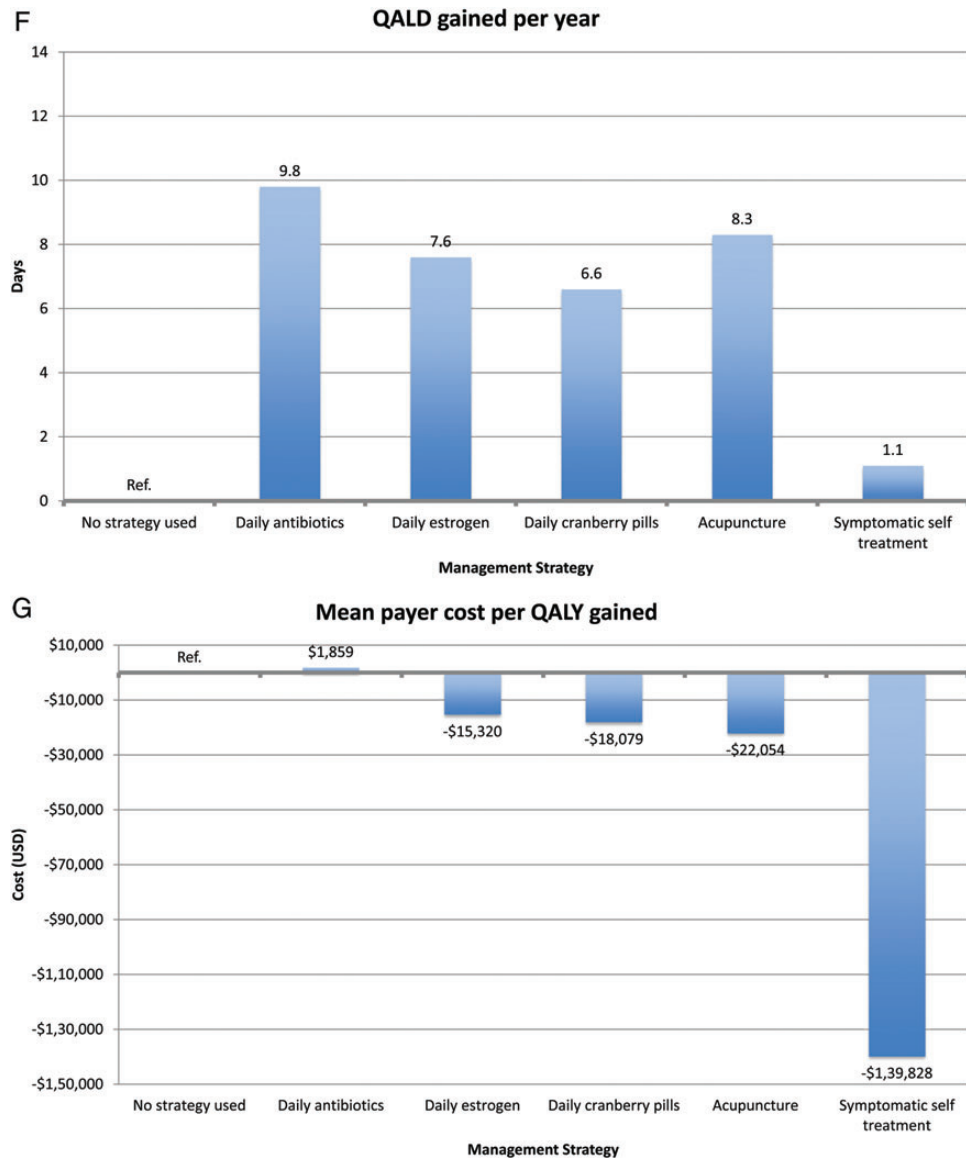 F
QALD gained per year
14
12
10
8
6
4
2
0
Days
Ref.
9.8
7.6
6.6
8.3
1.1
No strategy used
Daily antibiotics
Daily estrogen
Daily cranberry pills
Acupuncture
Symptomatic self
treatment
Management Strategy
G
Mean payer cost per QALY gained
$10,000
-$10,000
-$30,000
-$50,000
-$70,000
-$90,000
-$1,10,000
-$1,30,000
-$1,50,000
Cost (USD)
Ref.
$1,859
-$15,320
-$18,079
-$22,054
-$1,39,828
No strategy used
Daily antibiotics
Daily estrogen
Daily cranberry pills
Acupuncture
Symptomatic self
treatment
Management Strategy